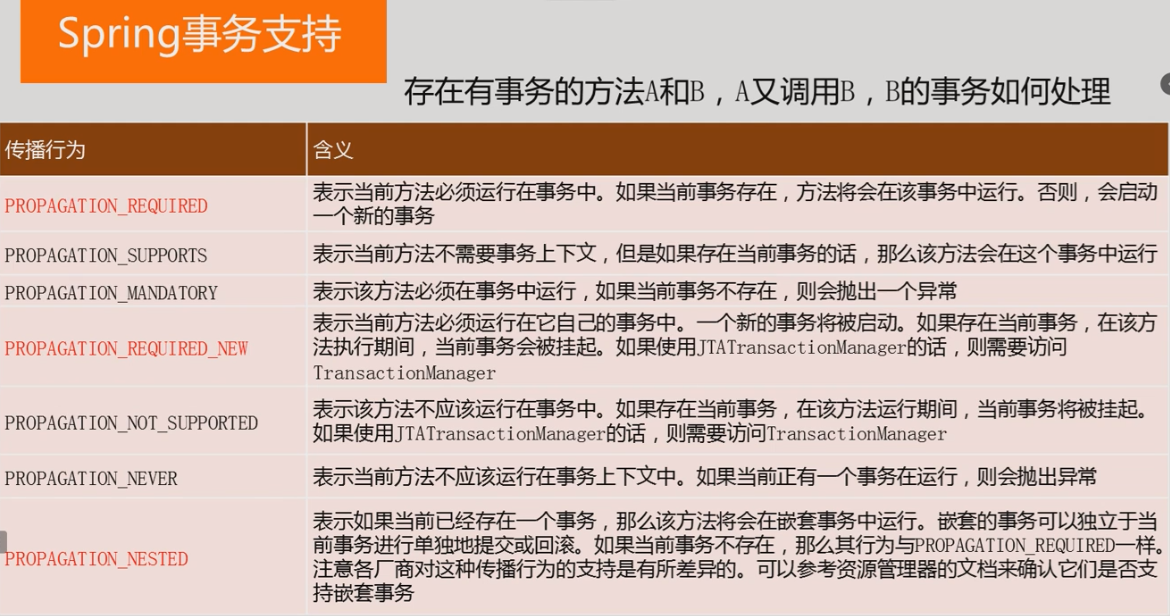 Spring事务支持
存在有事务的方法A和B，A又调用B，B的事务如何处理
传播行为
含义
PROPAGATION_REQUIRED
表示当前方法必须运行在事务中。如果当前事务存在，方法将会在该事务中运行。否则，会启动
一个新的事务
PROPAGATION_SUPPORTS
表示当前方法不需要事务上下文，但是如果存在当前事务的话，那么该方法会在这个事务中运行
PROPAGATION_MANDATORY
表示该方法必须在事务中运行，如果当前事务不存在，则会抛出一个异常
PROPAGATION_REQUIRED_NEW
表示当前方法必须运行在它自己的事务中。一个新的事务将被启动。如果存在当前事务，在该方
法执行期间，当前事务会被挂起。如果使用JTATransactionManager的话，则需要访问
TransactionManager
PROPAGATION_NOT_SUPPORTED
表示该方法不应该运行在事务中。如果存在当前事务，在该方法运行期间，当前事务将被挂起。
如果使用JTATransactionManager的话，则需要访问TransactionManager
PROPAGATION_NEVER
表示当前方法不应该运行在事务上下文中。如果当前正有一个事务在运行，则会抛出异常
PROPAGATION_NESTED
表示如果当前已经存在一个事务，那么该方法将会在嵌套事务中运行。嵌套的事务可以独立于当
前事务进行单独地提交或回滚。如果当前事务不存在，那么其行为与PROPAGATION_REQUIRED一样。
注意各厂商对这种传播行为的支持是有所差异的。可以参考资源管理器的文档来确认它们是否支
持嵌套事务